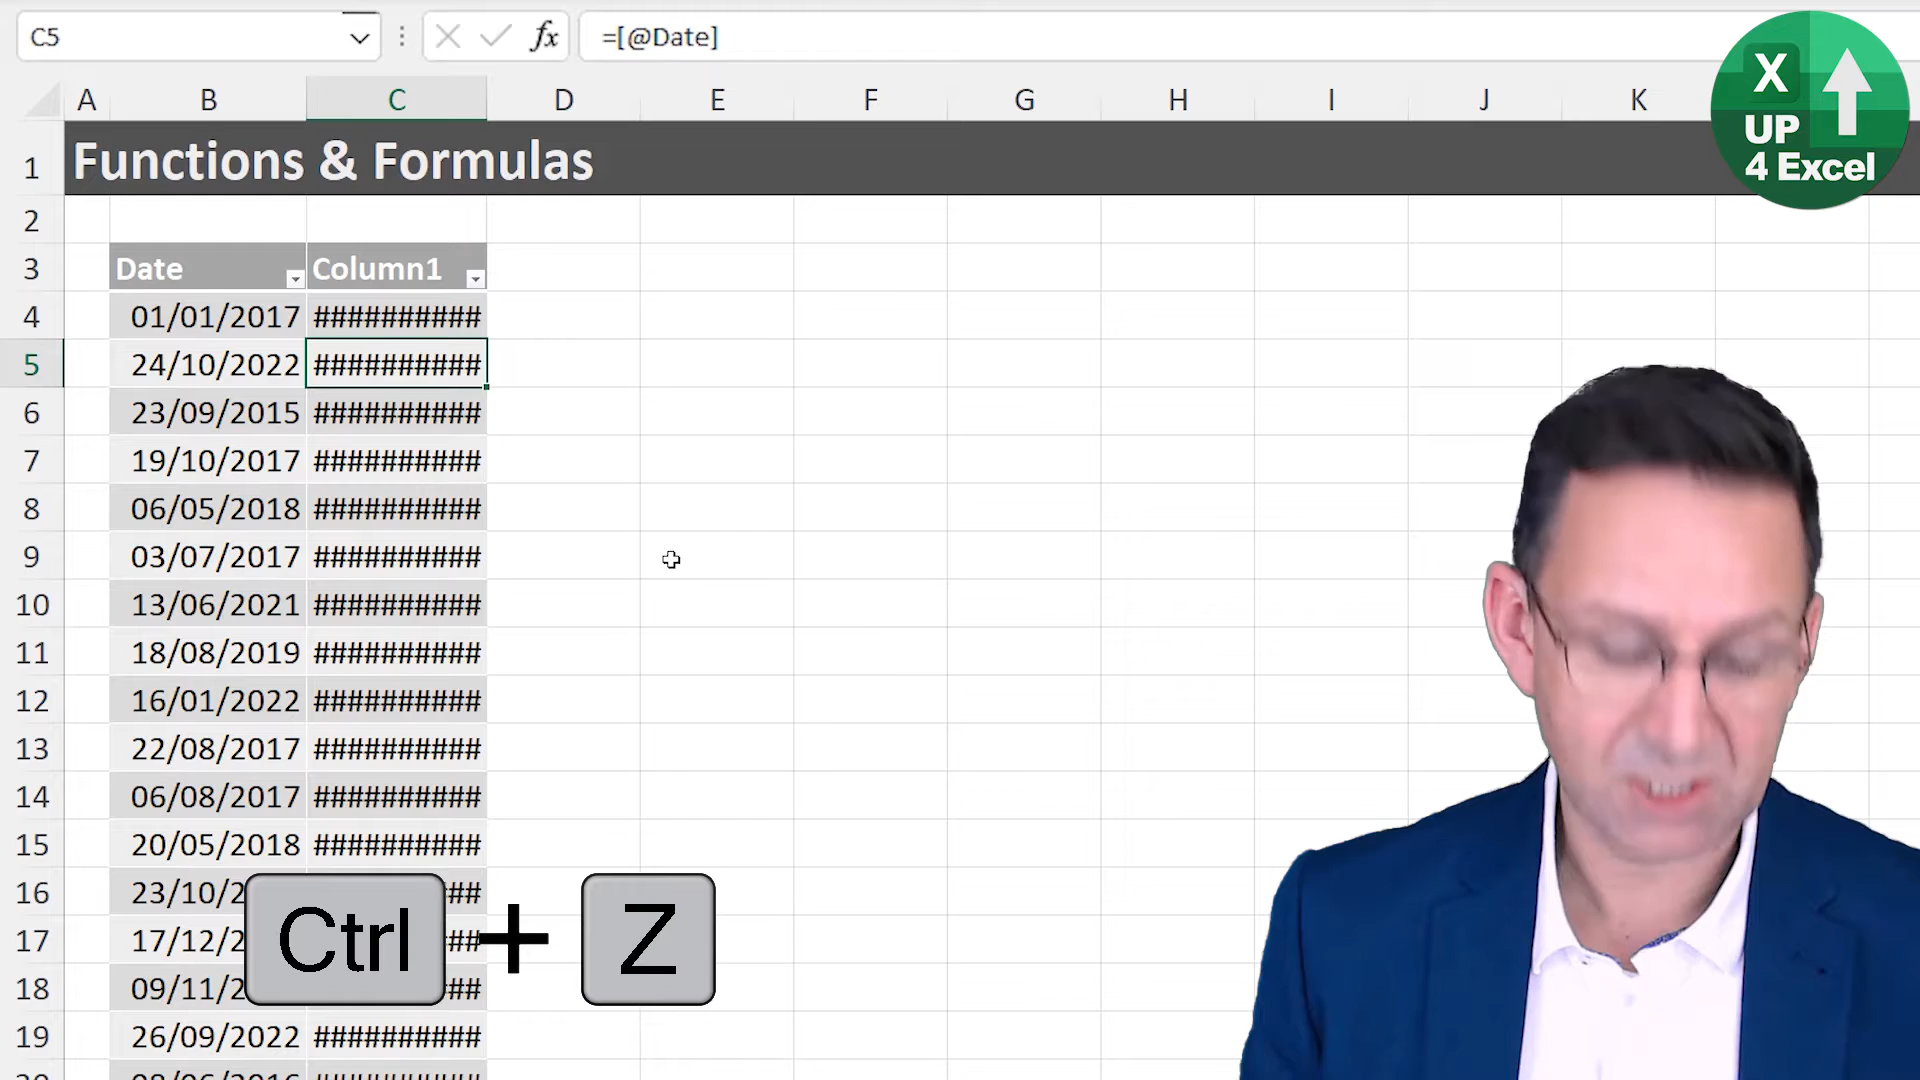 C5 fx =[@Date]
X
UP
4 Excel
A B C D E F G H I J K
1 Functions & Formulas
2
3 Date Column1
4 01/01/2017 ##########
5 24/10/2022 ##########
6 23/09/2015 ##########
7 19/10/2017 ##########
8 06/05/2018 ##########
9 03/07/2017 ##########
10 13/06/2021 ##########
11 18/08/2019 ##########
12 16/01/2022 ##########
13 22/08/2017 ##########
14 06/08/2017 ##########
15 20/05/2018 ##########
16 23/10/2 ##
17 17/12/2 ##
18 09/11/2 ##
Ctrl + Z
19 26/09/2022 ##########